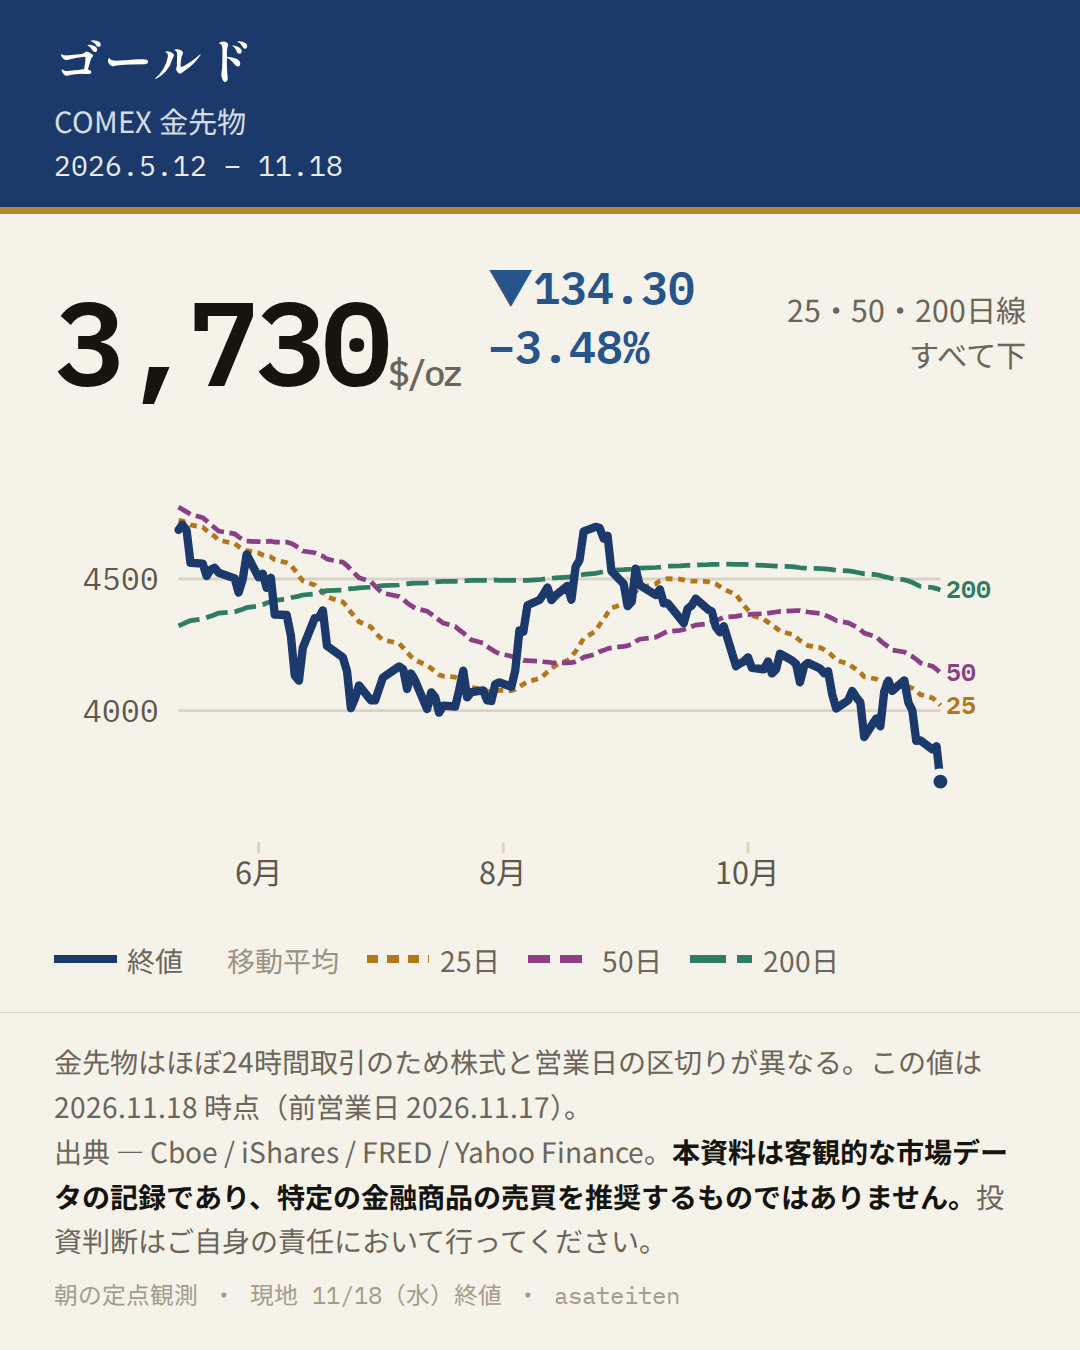 ゴールド
COMEX 金先物
2026.5.12 − 11.18
3,730$/oz
▼134.30
−3.48%
25・50・200日線
すべて下
4500
4000
200
50
25
6月
8月
10月
終値 移動平均 25日 50日 200日
金先物はほぼ24時間取引のため株式と営業日の区切りが異なる。この値は
2026.11.18 時点（前営業日 2026.11.17）。
出典 — Cboe / iShares / FRED / Yahoo Finance。本資料は客観的な市場デー
タの記録であり、特定の金融商品の売買を推奨するものではありません。投
資判断はご自身の責任において行ってください。
朝の定点観測 ・ 現地 11/18（水）終値 ・ asateiten